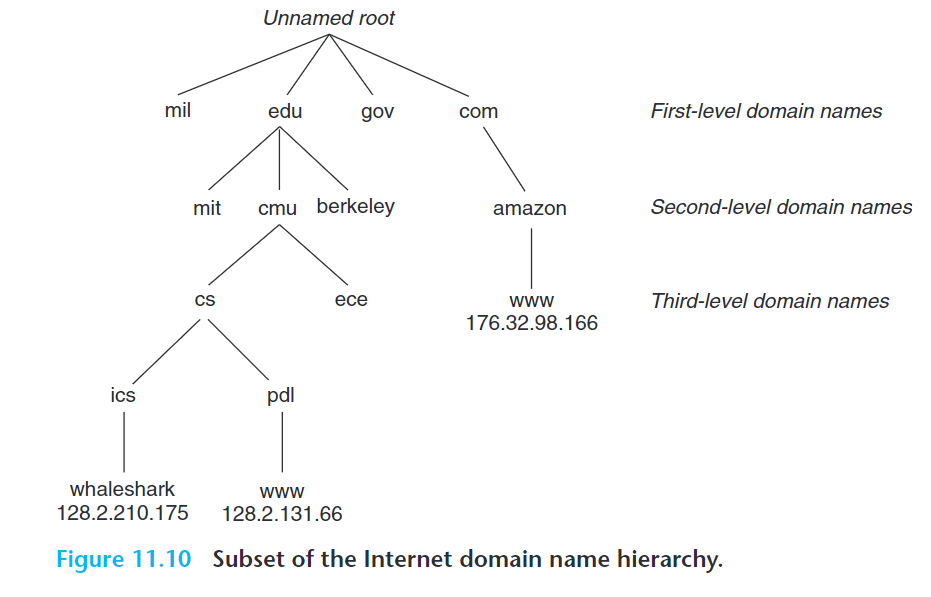 Unnamed root
mil edu gov com First-level domain names
mit cmu berkeley amazon Second-level domain names
cs ece www Third-level domain names
176.32.98.166
ics pdl
whaleshark www
128.2.210.175 128.2.131.66
Figure 11.10 Subset of the Internet domain name hierarchy.